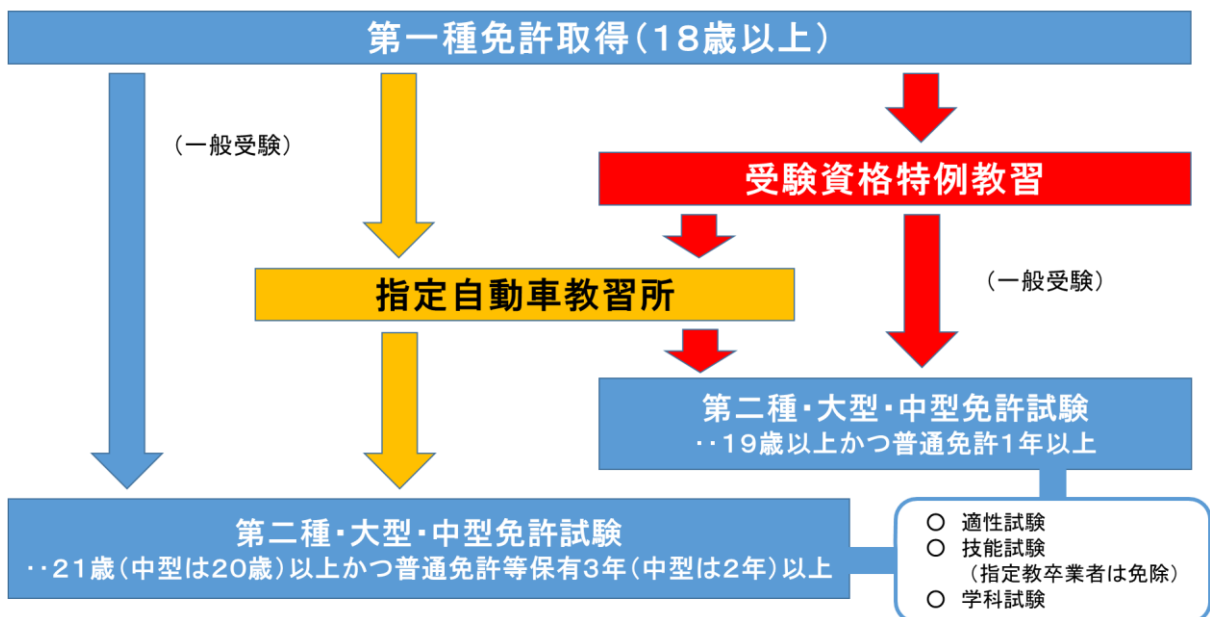 第一種免許取得(18歳以上)
(一般受験)
受験資格特例教習
指定自動車教習所
(一般受験)
第二種・大型・中型免許試験
‥19歳以上かつ普通免許1年以上
第二種・大型・中型免許試験
‥21歳(中型は20歳)以上かつ普通免許等保有3年(中型は2年)以上
○ 適性試験
○ 技能試験
(指定教卒業者は免除)
○ 学科試験